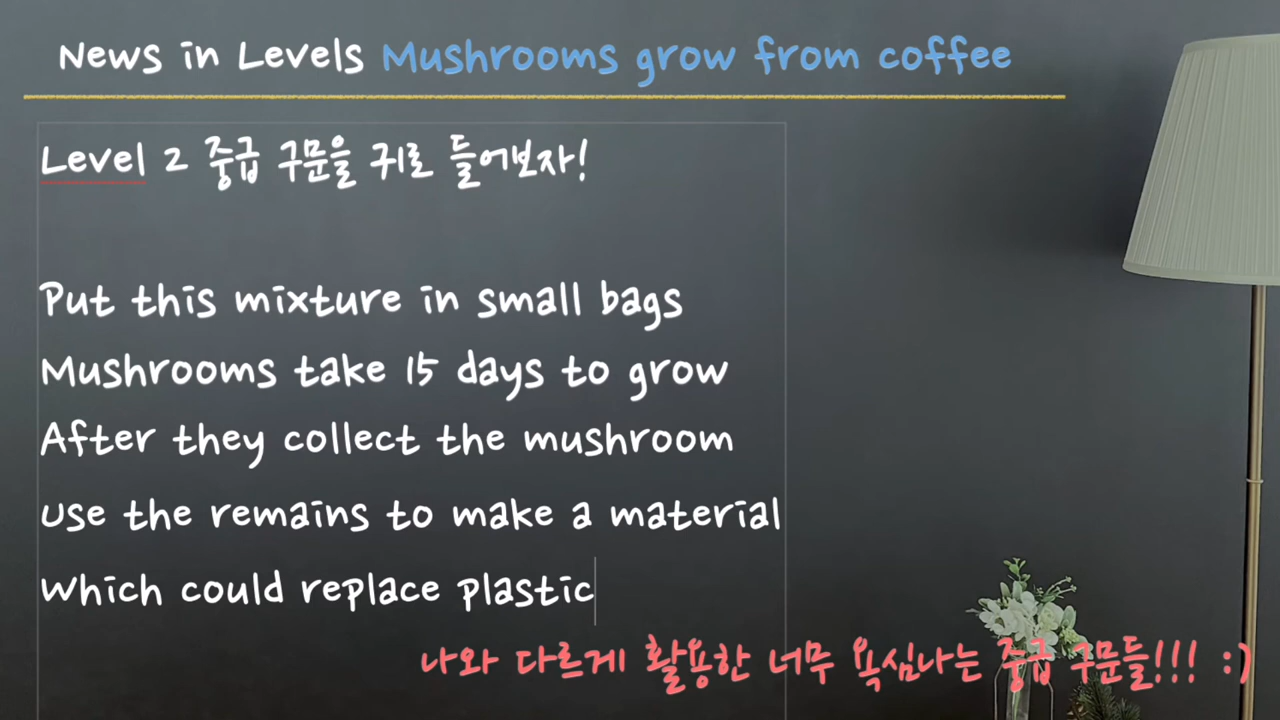 News in Levels Mushrooms grow from coffee
Level 2 중급 구문을 귀로 들어보자!
Put this mixture in small bags
Mushrooms take 15 days to grow
After they collect the mushroom
use the remains to make a material
Which could replace plastic
나와 다르게 활용한 너무 욕심나는 중급 구문들!!! :)